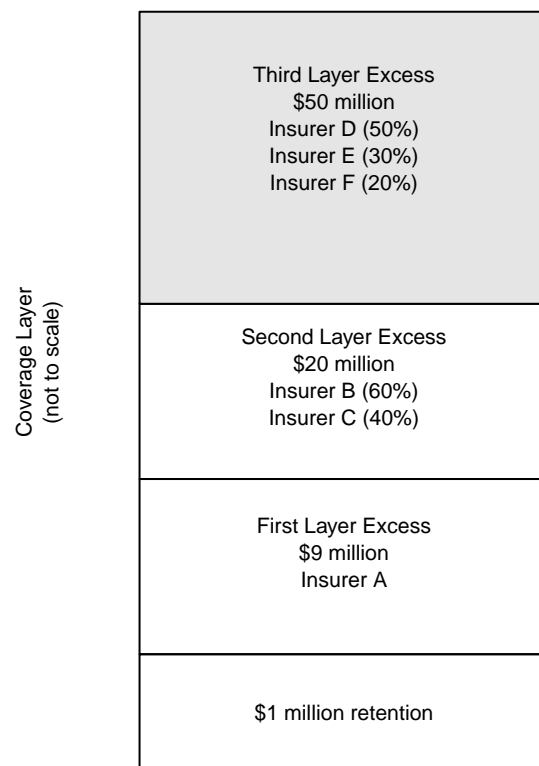 Coverage Layer
(not to scale)
Third Layer Excess
$50 million
Insurer D (50%)
Insurer E (30%)
Insurer F (20%)
Second Layer Excess
$20 million
Insurer B (60%)
Insurer C (40%)
First Layer Excess
$9 million
Insurer A
$1 million retention